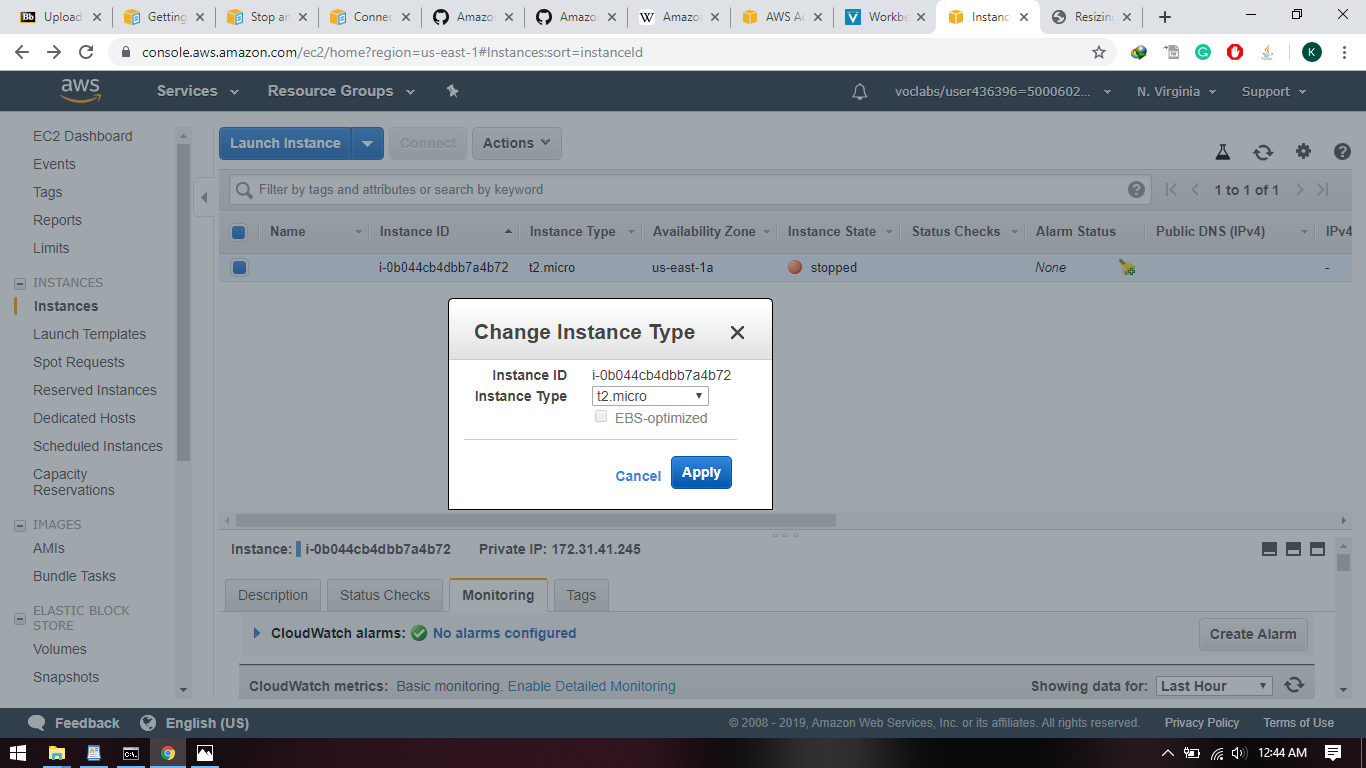 Bb Upload
Getting
Stop an
Connec
Amazo
Amazo
W Amazo
AWS Ac
Workbe
Instanc
Resizing
console.aws.amazon.com/ec2/home?region=us-east-1#Instances:sort=instanceId
K
aws
Services
Resource Groups
voclabs/user436396=5000602...
N. Virginia
Support
EC2 Dashboard
Events
Tags
Reports
Limits
INSTANCES
Instances
Launch Templates
Spot Requests
Reserved Instances
Dedicated Hosts
Scheduled Instances
Capacity
Reservations
IMAGES
AMIs
Bundle Tasks
ELASTIC BLOCK
STORE
Volumes
Snapshots
Launch Instance
Connect
Actions
Filter by tags and attributes or search by keyword
1 to 1 of 1
Name Instance ID Instance Type Availability Zone Instance State Status Checks Alarm Status Public DNS (IPv4) IPv4
i-0b044cb4dbb7a4b72 t2.micro us-east-1a stopped None -
Change Instance Type
Instance ID i-0b044cb4dbb7a4b72
Instance Type t2.micro
EBS-optimized
Cancel Apply
Instance: i-0b044cb4dbb7a4b72 Private IP: 172.31.41.245
Description Status Checks Monitoring Tags
CloudWatch alarms: No alarms configured
Create Alarm
CloudWatch metrics: Basic monitoring. Enable Detailed Monitoring
Showing data for: Last Hour
Feedback
English (US)
© 2008 - 2019, Amazon Web Services, Inc. or its affiliates. All rights reserved.
Privacy Policy
Terms of Use
12:44 AM